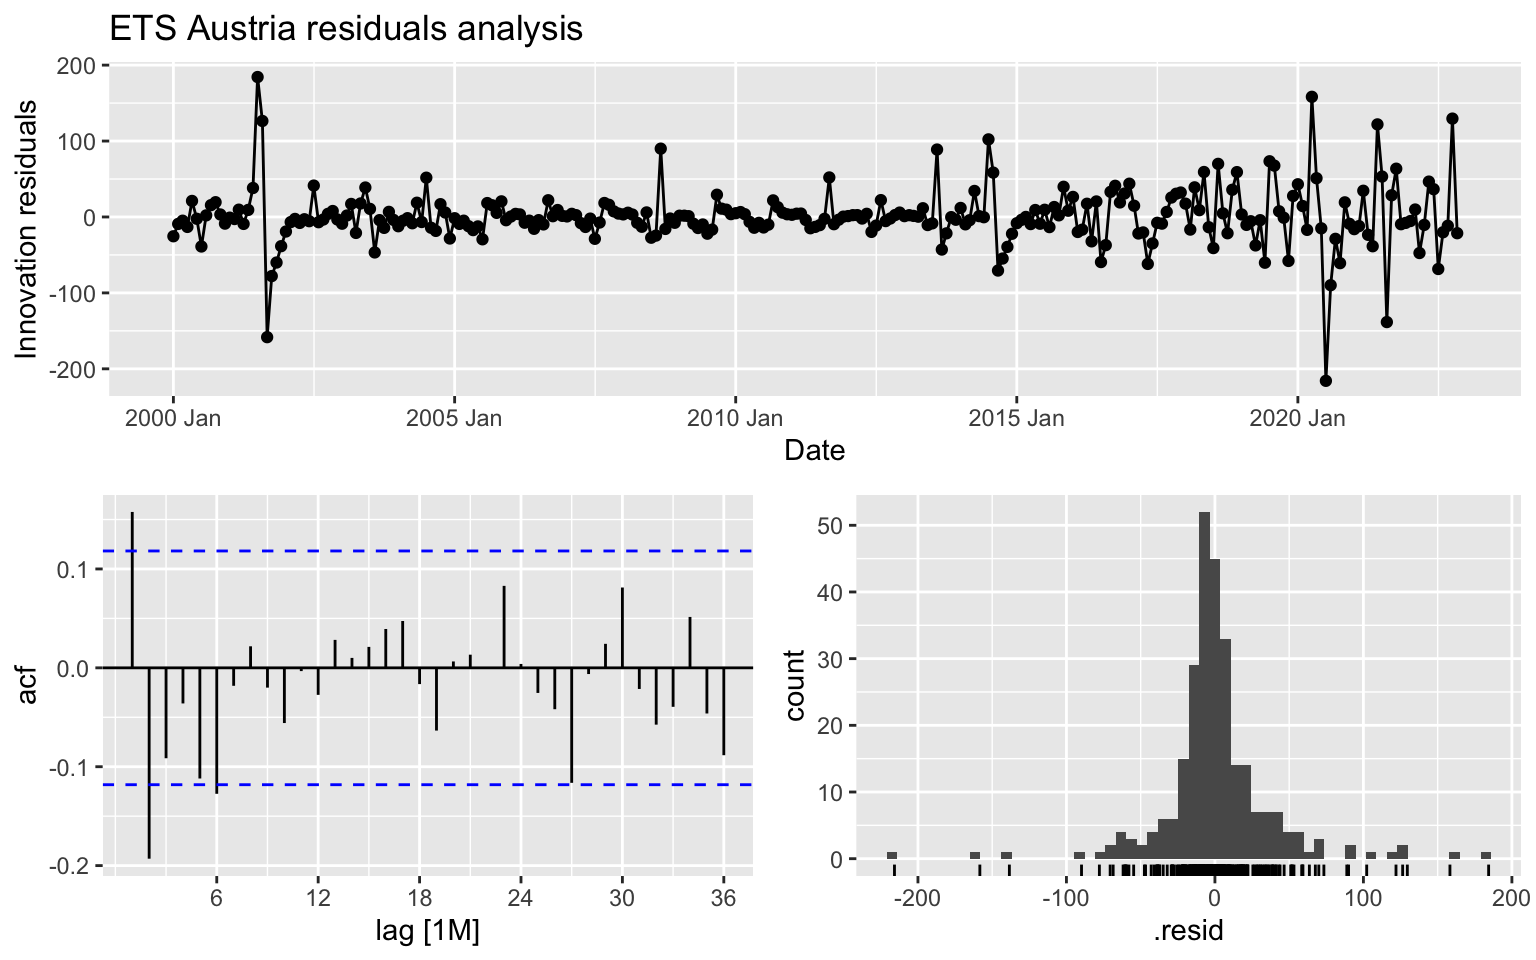 ETS Austria residuals analysis
Innovation residuals
200
100
0
-100
-200
2000 Jan
2005 Jan
2010 Jan
2015 Jan
2020 Jan
Date
acf
0.1
0.0
-0.1
-0.2
6
12
18
24
30
36
lag [1M]
count
50
40
30
20
10
0
-200
-100
0
100
200
.resid